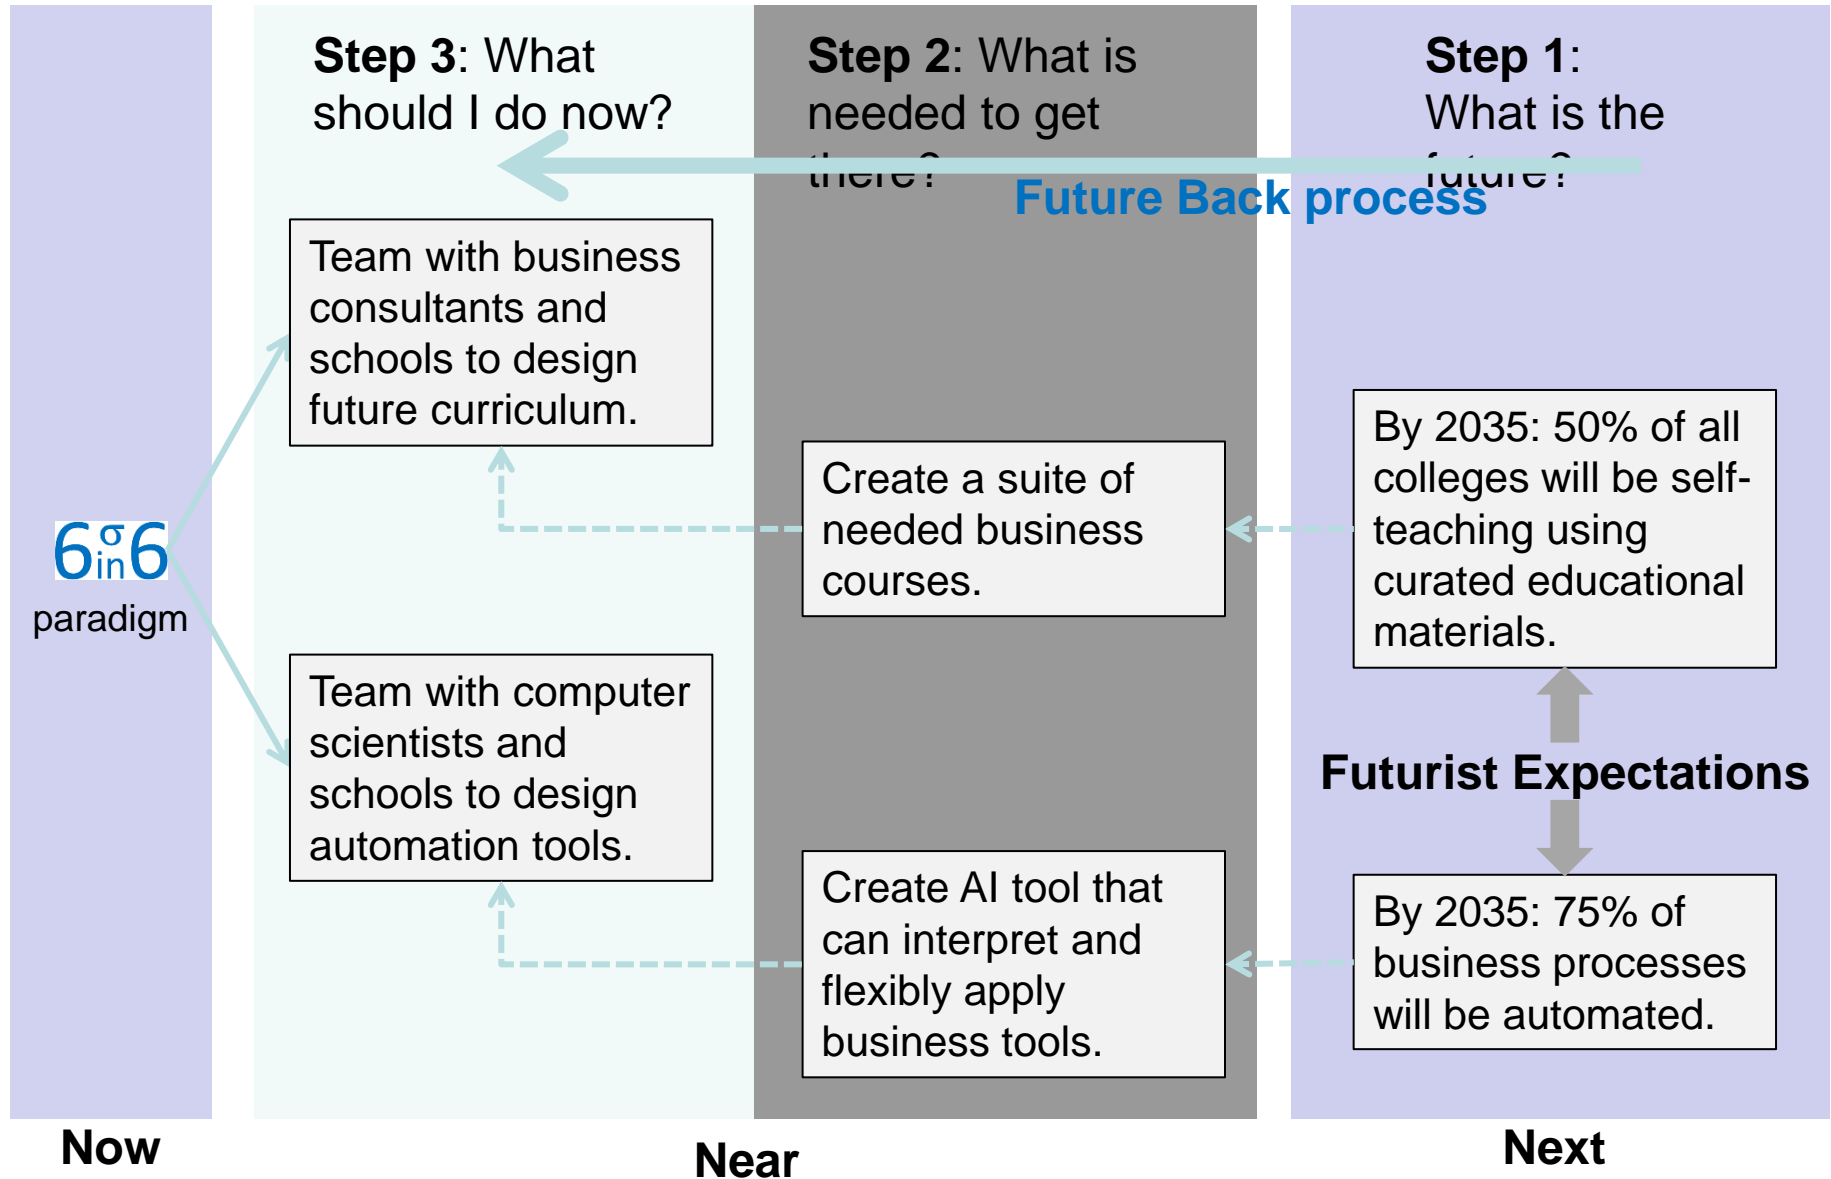 Step 3: What
should I do now?
Step 2: What is
needed to get
there?
Step 1:
What is the
future?
Future Back process
Team with business
consultants and
schools to design
future curriculum.
Create a suite of
needed business
courses.
By 2035: 50% of all
colleges will be self-
teaching using
curated educational
materials.
6σin6
paradigm
Team with computer
scientists and
schools to design
automation tools.
Futurist Expectations
Create AI tool that
can interpret and
flexibly apply
business tools.
By 2035: 75% of
business processes
will be automated.
Now
Near
Next